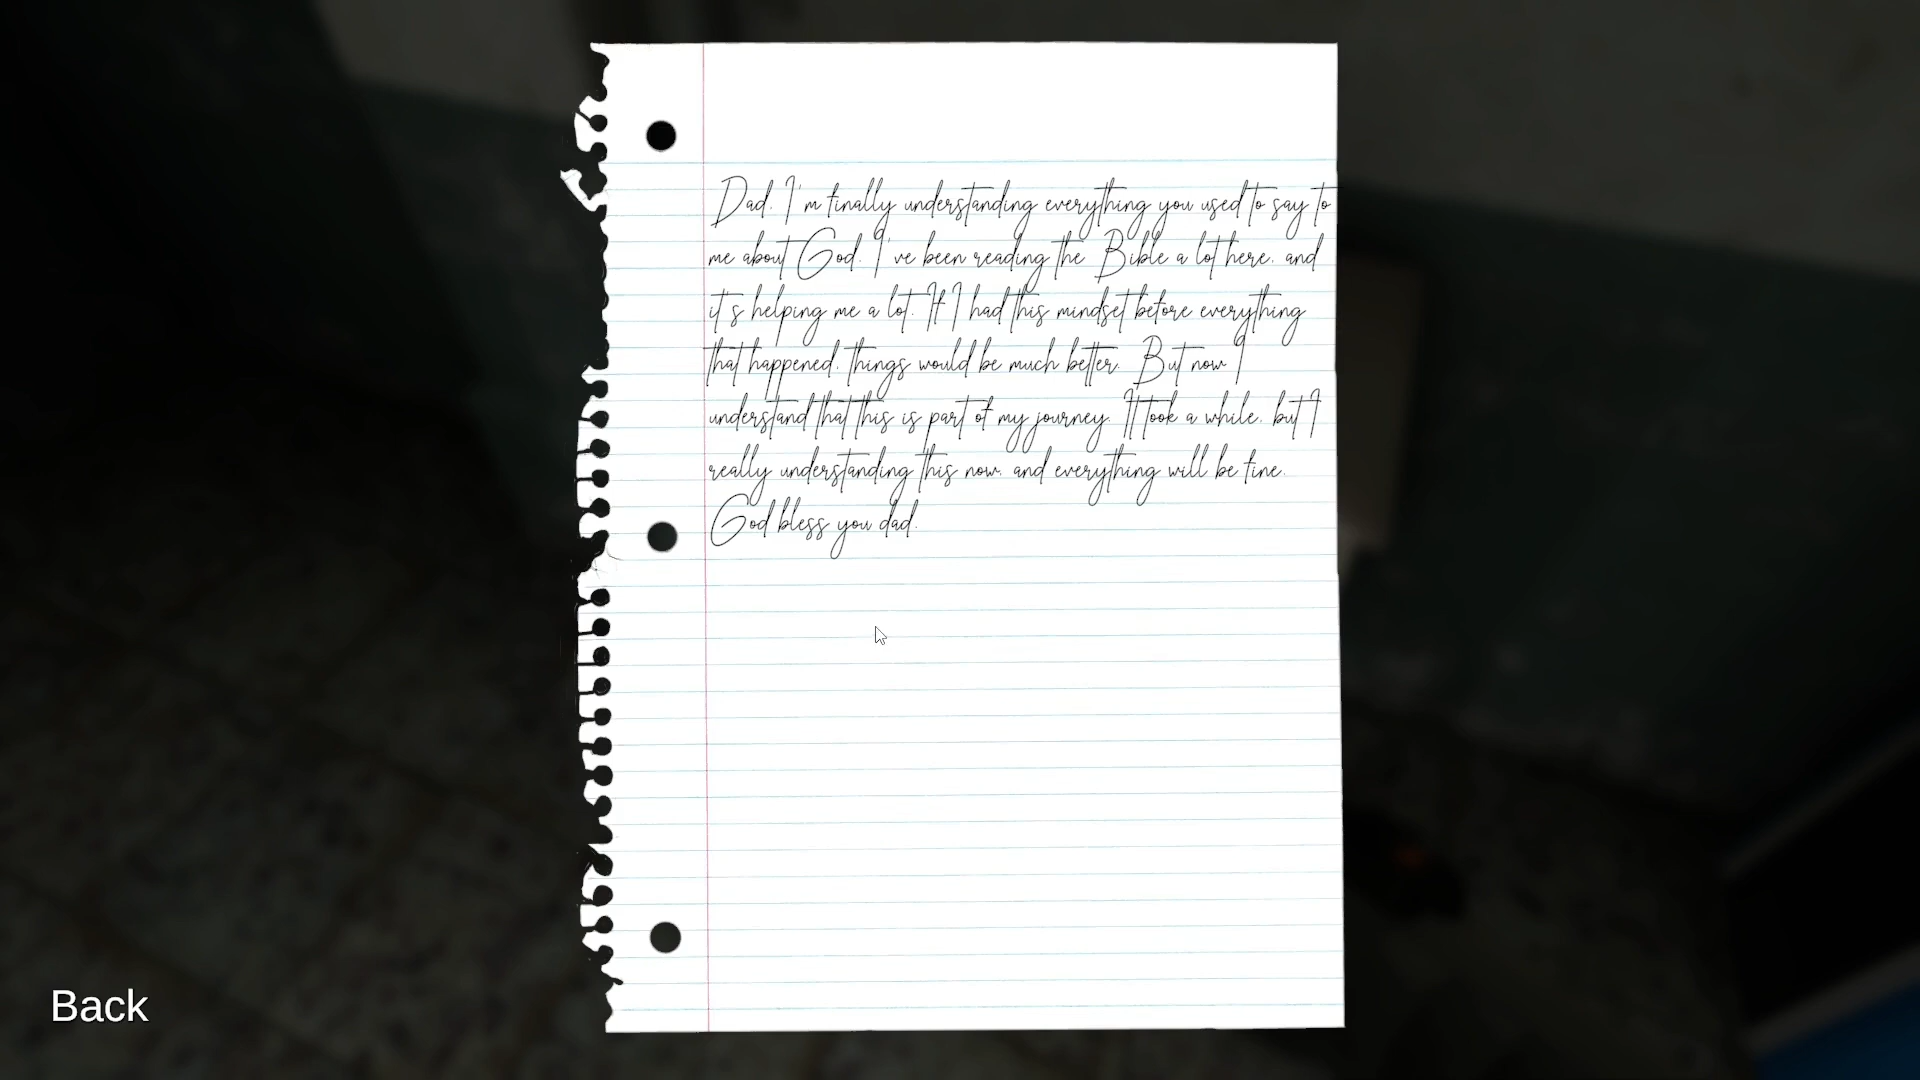 Dad, I'm finally understanding everything you used to say to
me about God. I've been reading the Bible a lot here, and
it's helping me a lot. If I had this mindset before everything
that happened, things would be much better. But now I
understand that this is part of my journey. It took a while, but I
really understanding this now, and everything will be fine.
God bless you dad.
Back